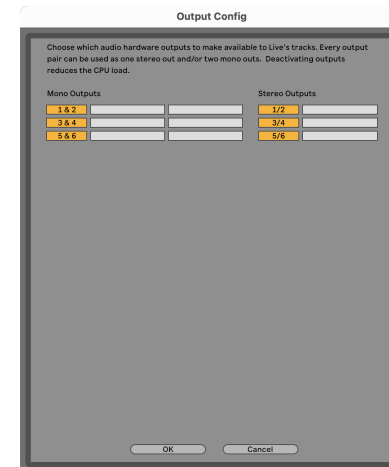 Output Config
Choose which audio hardware outputs to make available to Live's tracks. Every output
pair can be used as one stereo out and/or two mono outs.  Deactivating outputs
reduces the CPU load.
Mono Outputs
Stereo Outputs
1 & 2
1/2
3 & 4
3/4
5 & 6
5/6
OK
Cancel